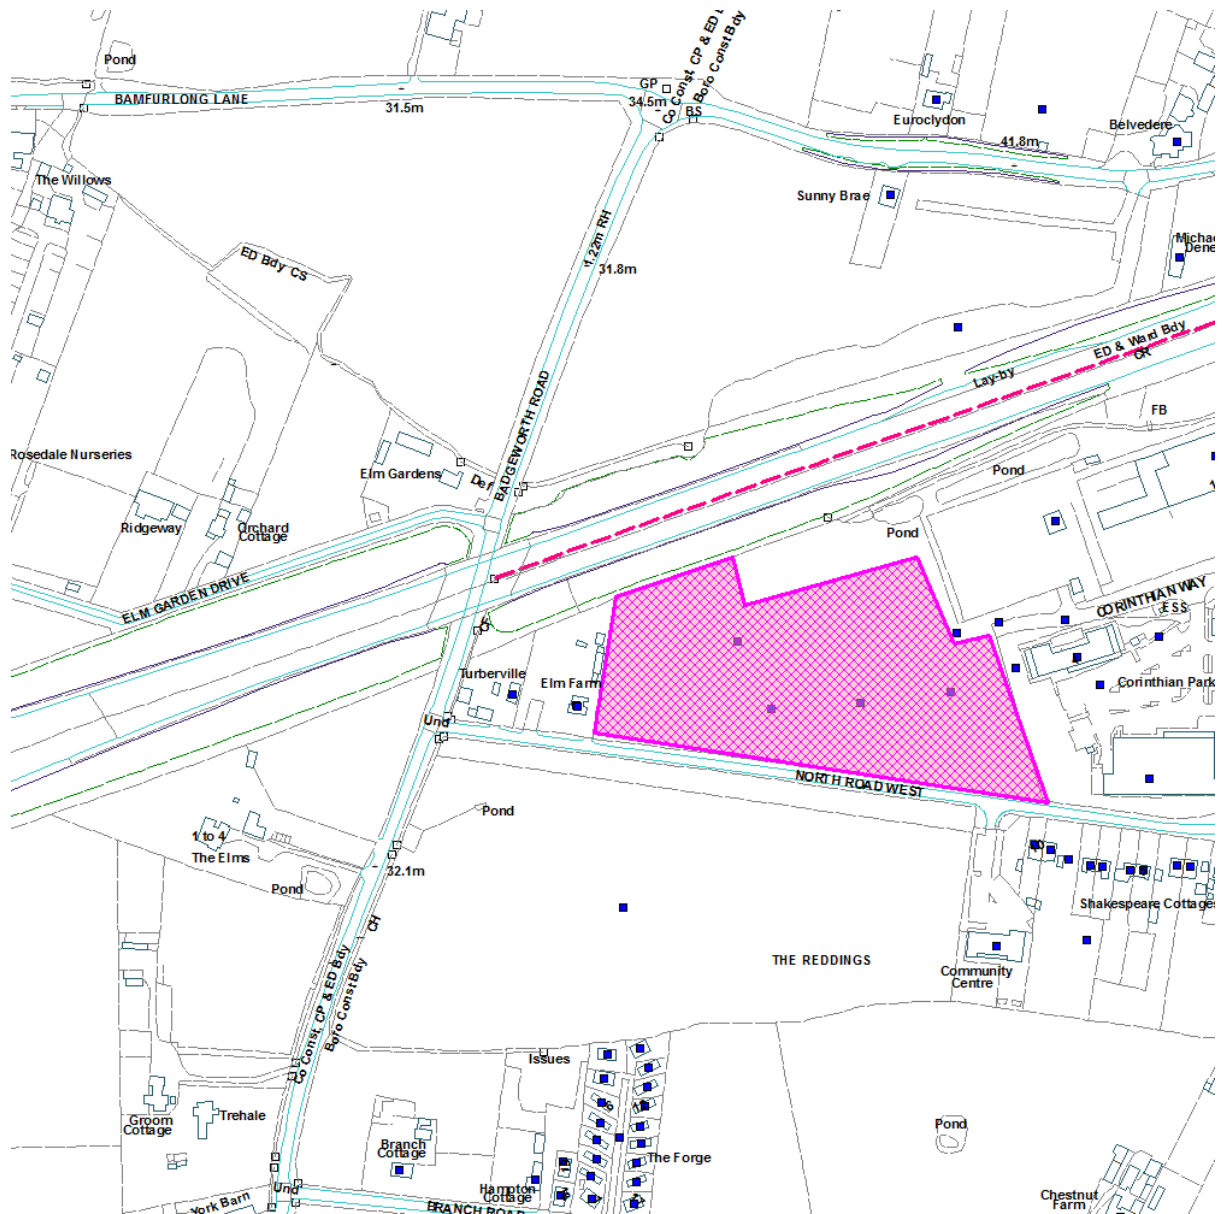 Pond
BAMFURLONG LANE
31.5m
GP
34.5m
BS
Co Const, CP & ED B
Boro Const Bdy
Euroclydon
41.8m
Belvedere
The Willows
Sunny Brae
1.22m RH
31.8m
ED Bdy CS
Micha
Dene
ED & Ward Bdy
CR
Lay-by
FB
BADGEWORTH ROAD
Rosedale Nurseries
Elm Gardens
Def
Pond
Ridgeway
Orchard
Cottage
Pond
ELM GARDEN DRIVE
CORINTHIAN WAY
ESS
CF
Turberville
Elm Farm
Corinthian Park
Und
NORTH ROAD WEST
Pond
1 to 4
The Elms
32.1m
Pond
Shakespeare Cottages
CH
Co Const, CP & ED Bdy
Boro Const Bdy
THE REDDINGS
Community
Centre
Issues
Groom
Cottage
Trehale
Branch
Cottage
The Forge
Pond
Hampton
Cottage
Und
York Barn
BRANCH ROAD
Chestnut
Farm